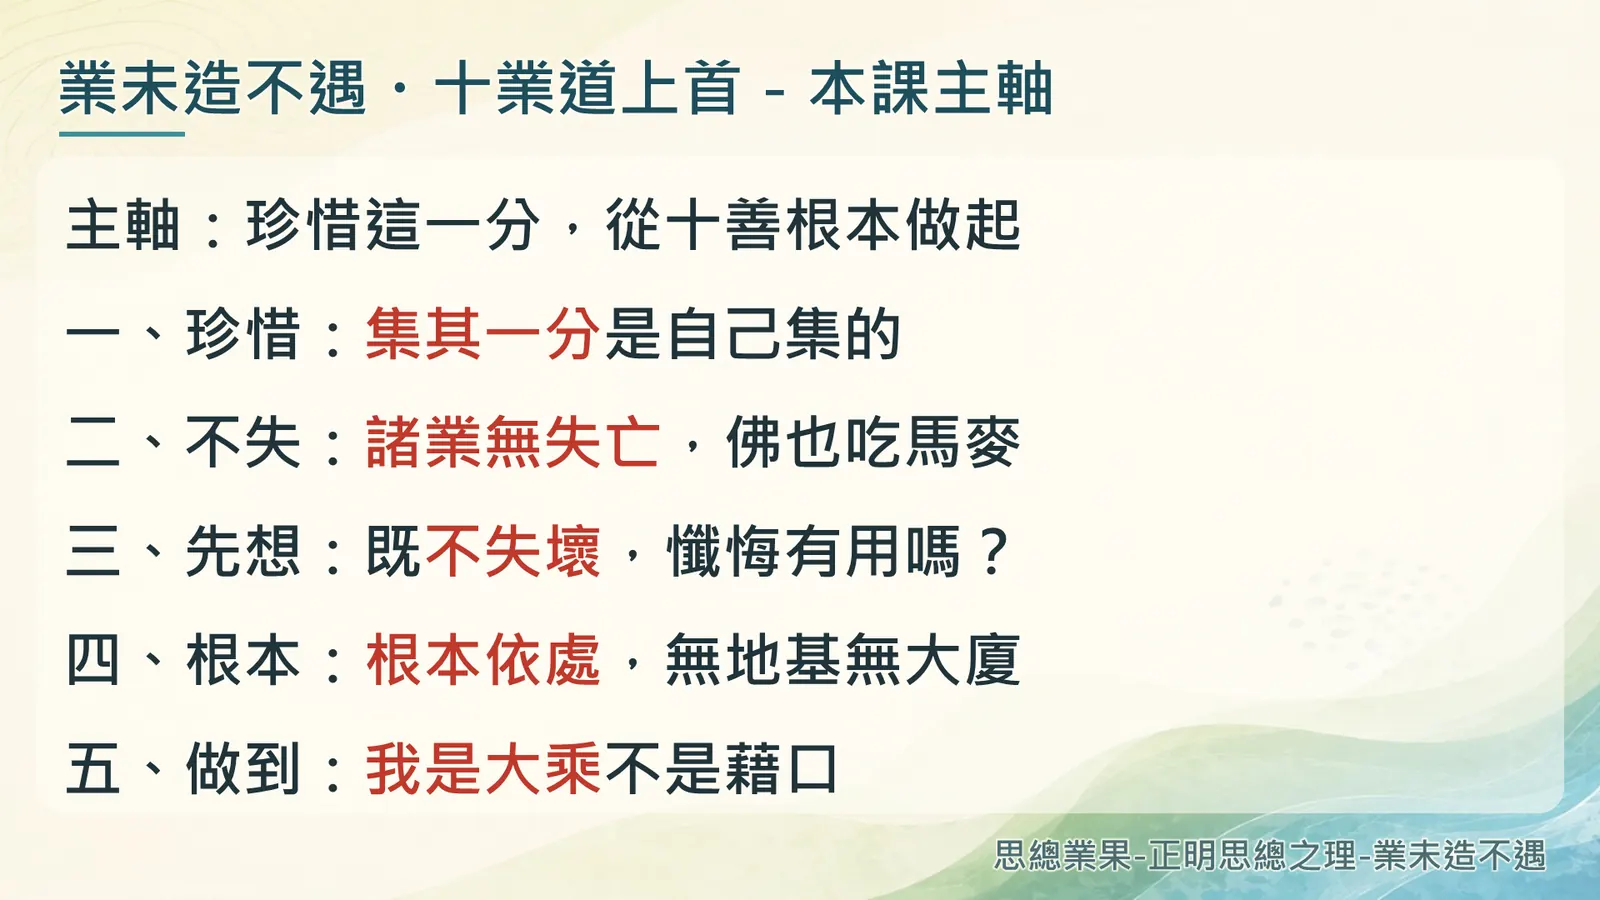 業未造不遇・十業道上首 - 本課主軸
主軸：珍惜這一分，從十善根本做起
一、珍惜：集其一分是自己集的
二、不失：諸業無失亡，佛也吃馬麥
三、先想：既不失壞，懺悔有用嗎？
四、根本：根本依處，無地基無大廈
五、做到：我是大乘不是藉口
思總業果-正明思總之理-業未造不遇